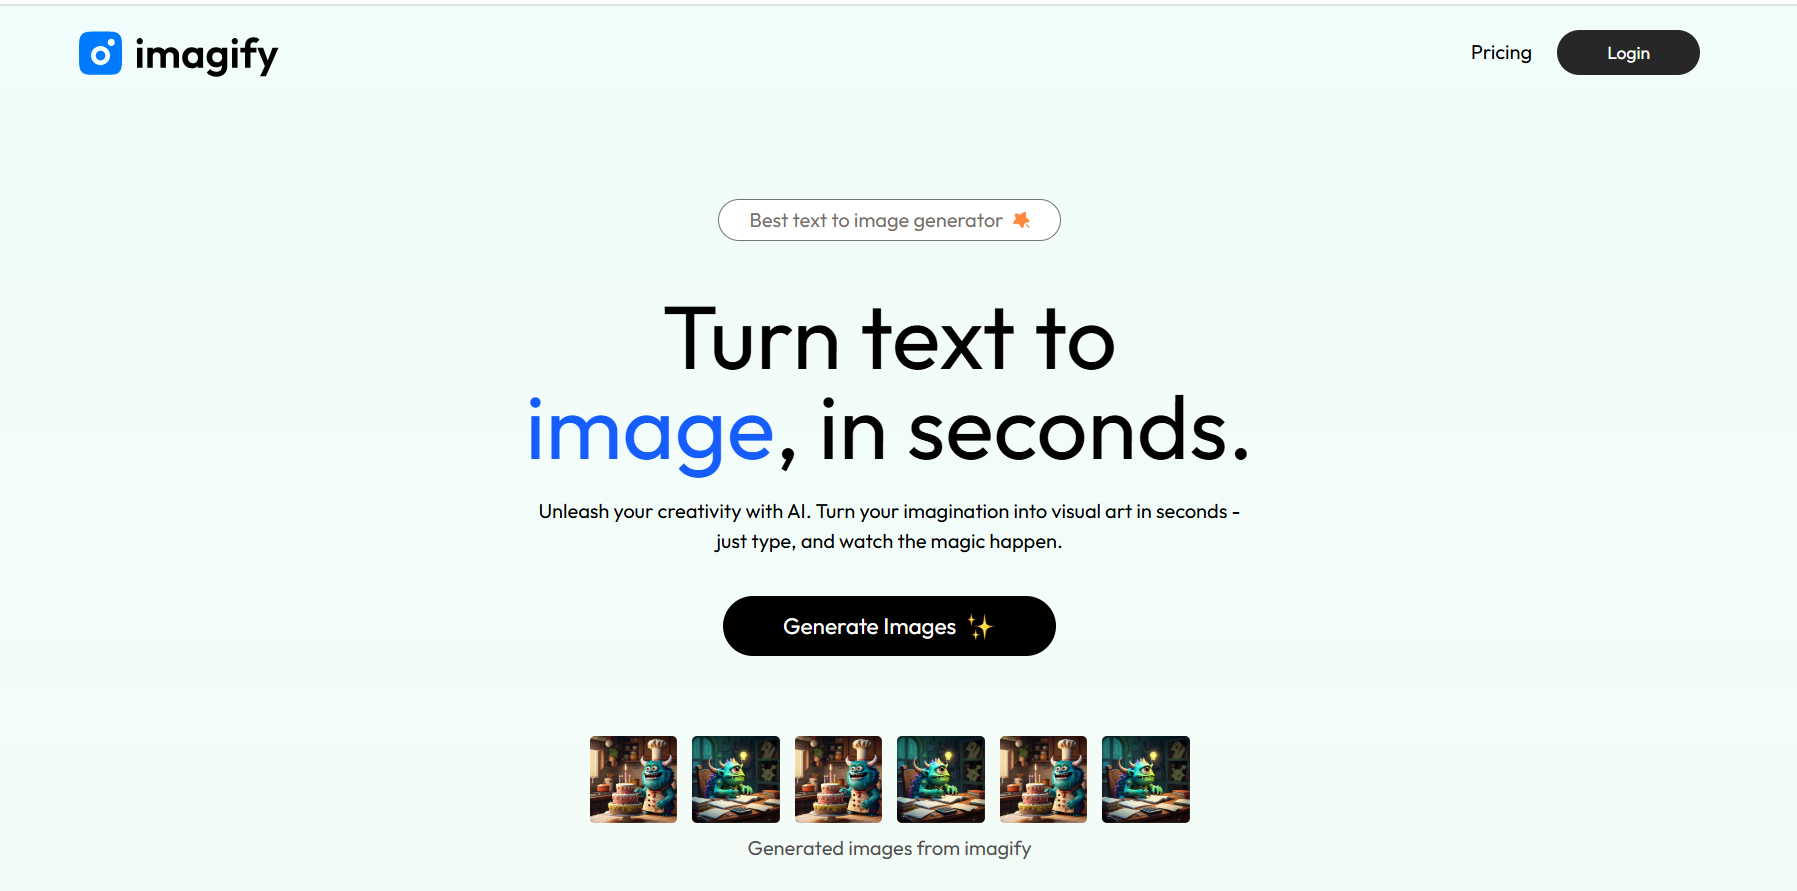 imagify
Pricing
Login
Best text to image generator
Turn text to
image, in seconds.
Unleash your creativity with AI. Turn your imagination into visual art in seconds -
just type, and watch the magic happen.
Generate Images
Generated images from imagify